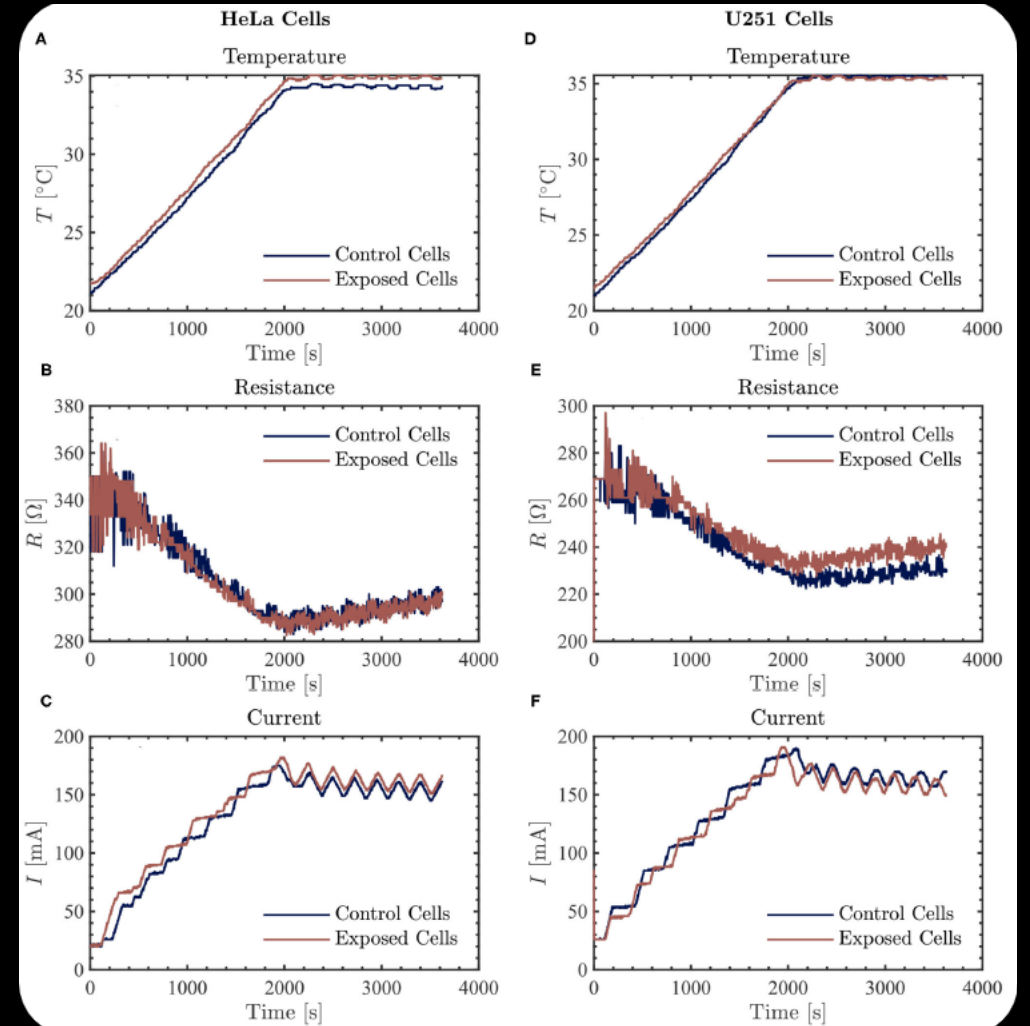 HeLa Cells
A
Temperature
35
30
25
20
T [°C]
Control Cells
Exposed Cells
0 1000 2000 3000 4000
Time [s]
B
Resistance
380
360
340
320
300
280
R [Ω]
Control Cells
Exposed Cells
0 1000 2000 3000 4000
Time [s]
C
Current
200
150
100
50
0
I [mA]
Control Cells
Exposed Cells
0 1000 2000 3000 4000
Time [s]
U251 Cells
D
Temperature
35
30
25
20
T [°C]
Control Cells
Exposed Cells
0 1000 2000 3000 4000
Time [s]
E
Resistance
300
280
260
240
220
200
R [Ω]
Control Cells
Exposed Cells
0 1000 2000 3000 4000
Time [s]
F
Current
200
150
100
50
0
I [mA]
Control Cells
Exposed Cells
0 1000 2000 3000 4000
Time [s]